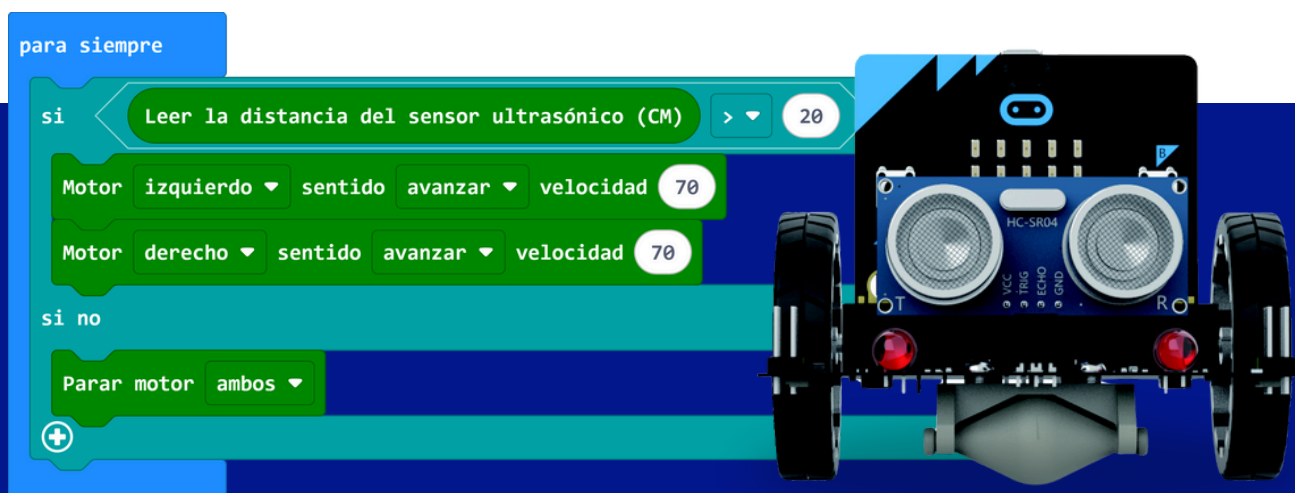 para siempre
si Leer la distancia del sensor ultrasónico (CM) > 20
Motor izquierdo sentido avanzar velocidad 70
Motor derecho sentido avanzar velocidad 70
si no
Parar motor ambos
B
HC-SR04
VCC
TRIG
ECHO
GND
T
R